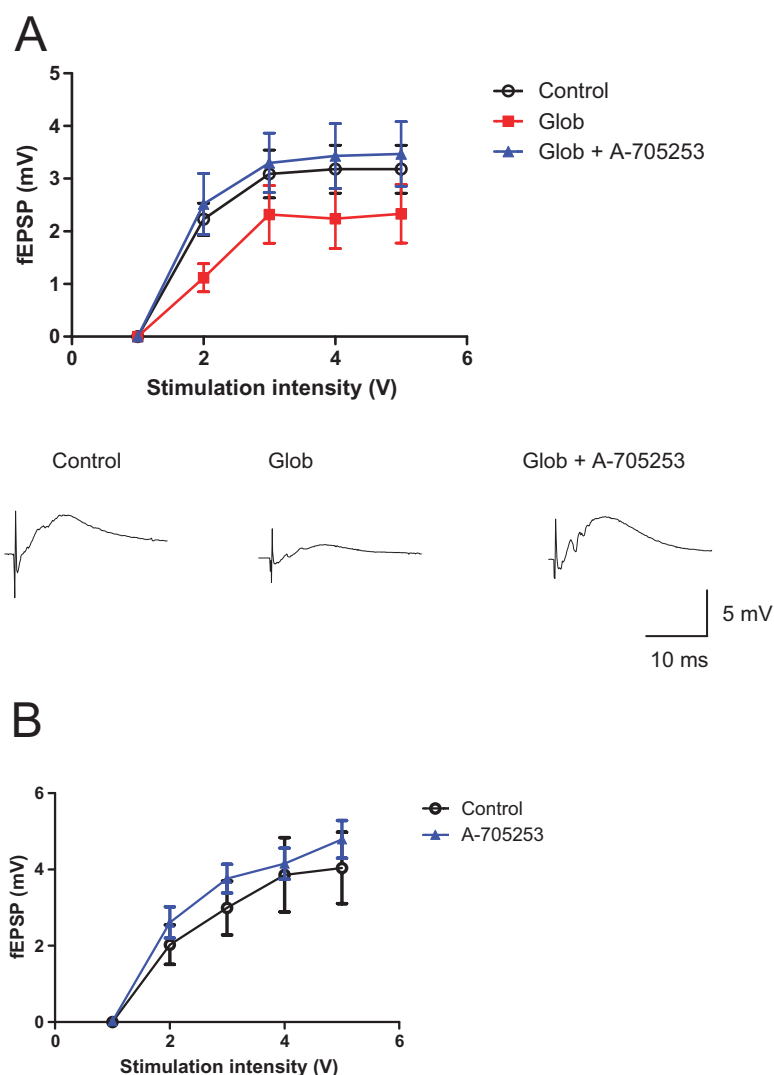 A
5
4
3
2
1
0
fEPSP (mV)
0 2 4 6
Stimulation intensity (V)
Control
Glob
Glob + A-705253
Control Glob Glob + A-705253
5 mV
10 ms
B
6
4
2
0
fEPSP (mV)
0 2 4 6
Stimulation intensity (V)
Control
A-705253